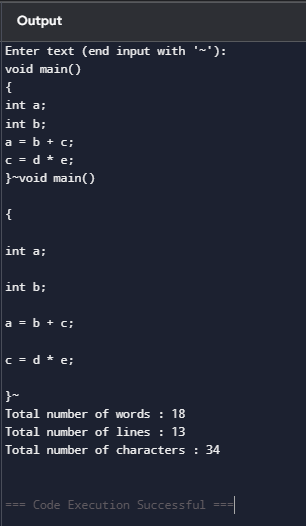 Output
Enter text (end input with '~'):
void main()
{
int a;
int b;
a = b + c;
c = d * e;
}~void main()
{
int a;
int b;
a = b + c;
c = d * e;
}~
Total number of words : 18
Total number of lines : 13
Total number of characters : 34
=== Code Execution Successful ===